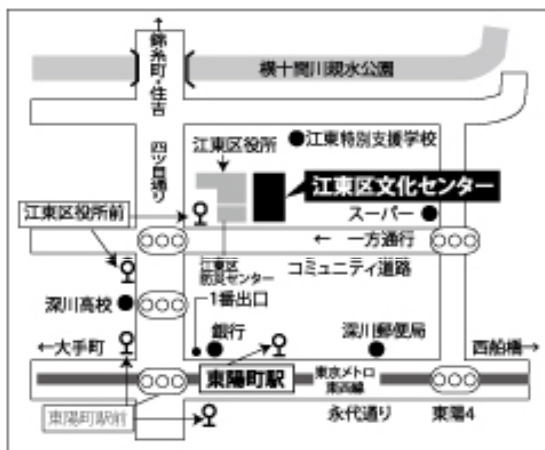 ↑錦糸町・住吉
横十間川親水公園
四ツ目通り
江東区役所
●江東特別支援学校
江東区文化センター
江東区役所前
スーパー●
← 一方通行
江東区
防災センター
コミュニティ道路
深川高校●
1番出口
銀行
深川郵便局
←大手町
西船橋→
東陽町駅
東京メトロ
東西線
東陽町駅前
永代通り
東陽4